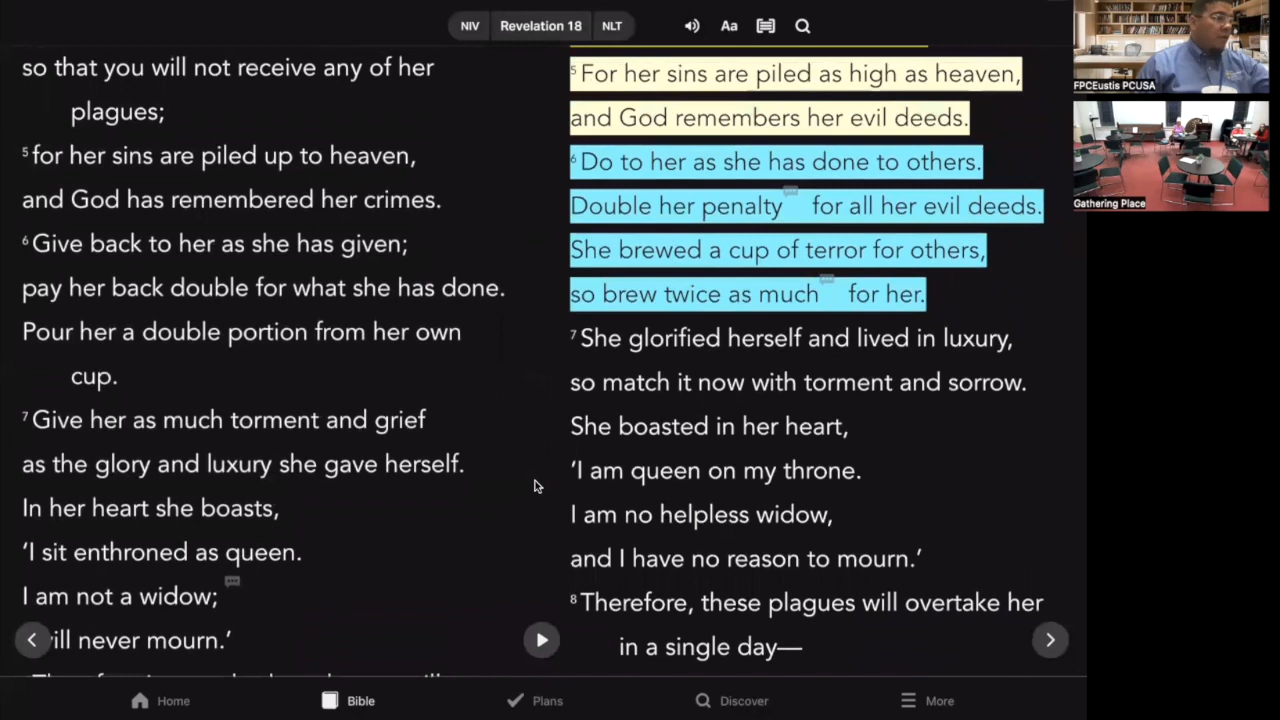 NIV
Revelation 18
NLT
Aa
so that you will not receive any of her
plagues;
5 for her sins are piled up to heaven,
and God has remembered her crimes.
6 Give back to her as she has given;
pay her back double for what she has done.
Pour her a double portion from her own
cup.
7 Give her as much torment and grief
as the glory and luxury she gave herself.
In her heart she boasts,
‘I sit enthroned as queen.
I am not a widow;
ill never mourn.’
5 For her sins are piled as high as heaven,
and God remembers her evil deeds.
6 Do to her as she has done to others.
Double her penalty for all her evil deeds.
She brewed a cup of terror for others,
so brew twice as much for her.
7 She glorified herself and lived in luxury,
so match it now with torment and sorrow.
She boasted in her heart,
‘I am queen on my throne.
I am no helpless widow,
and I have no reason to mourn.’
8 Therefore, these plagues will overtake her
in a single day—
Home
Bible
Plans
Discover
More
FPCEustis PCUSA
Gathering Place